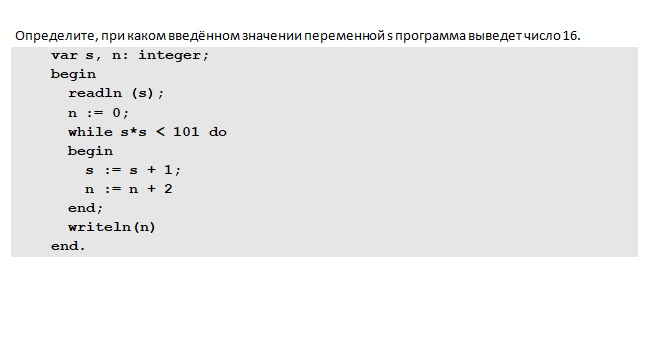 Определите, при каком введённом значении переменной s программа выведет число 16.
var s, n: integer;
begin
readln (s);
n := 0;
while s*s < 101 do
begin
s := s + 1;
n := n + 2
end;
writeln(n)
end.